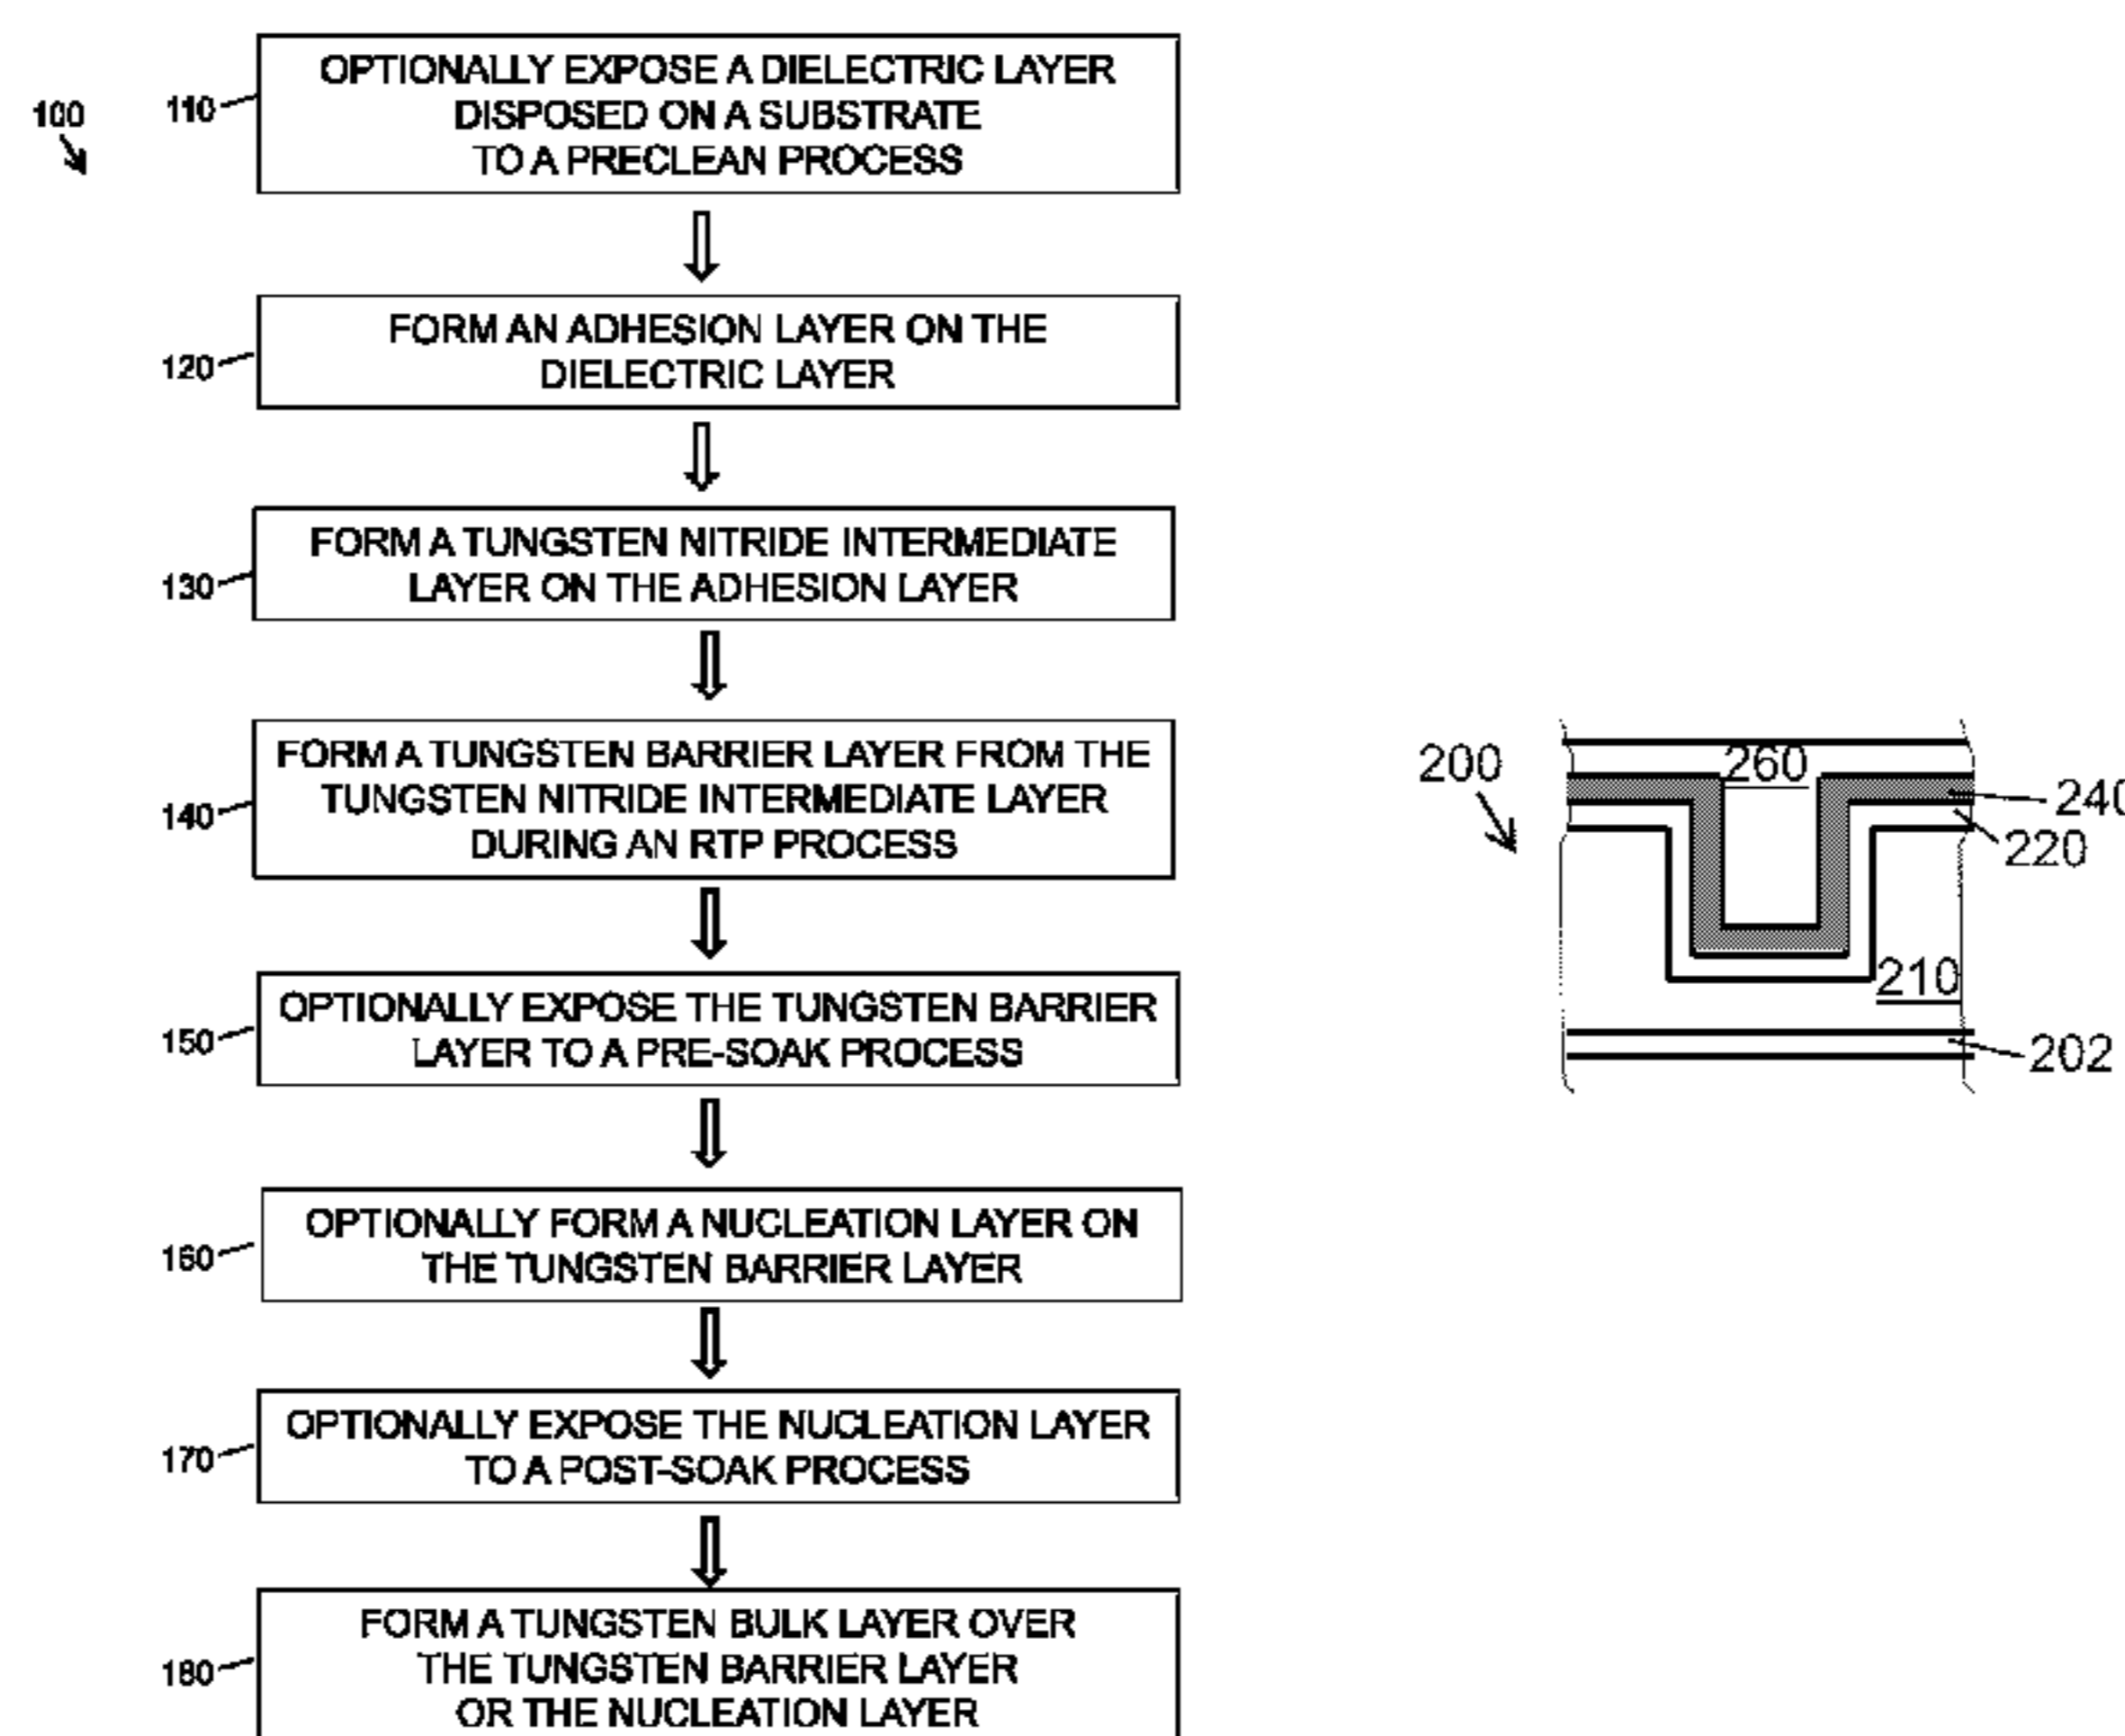 100
110
OPTIONALLY EXPOSE A DIELECTRIC LAYER
DISPOSED ON A SUBSTRATE
TO A PRECLEAN PROCESS
120
FORM AN ADHESION LAYER ON THE
DIELECTRIC LAYER
130
FORM A TUNGSTEN NITRIDE INTERMEDIATE
LAYER ON THE ADHESION LAYER
140
FORM A TUNGSTEN BARRIER LAYER FROM THE
TUNGSTEN NITRIDE INTERMEDIATE LAYER
DURING AN RTP PROCESS
150
OPTIONALLY EXPOSE THE TUNGSTEN BARRIER
LAYER TO A PRE-SOAK PROCESS
160
OPTIONALLY FORM A NUCLEATION LAYER ON
THE TUNGSTEN BARRIER LAYER
170
OPTIONALLY EXPOSE THE NUCLEATION LAYER
TO A POST-SOAK PROCESS
180
FORM A TUNGSTEN BULK LAYER OVER
THE TUNGSTEN BARRIER LAYER
OR THE NUCLEATION LAYER
200
260
240
220
210
202